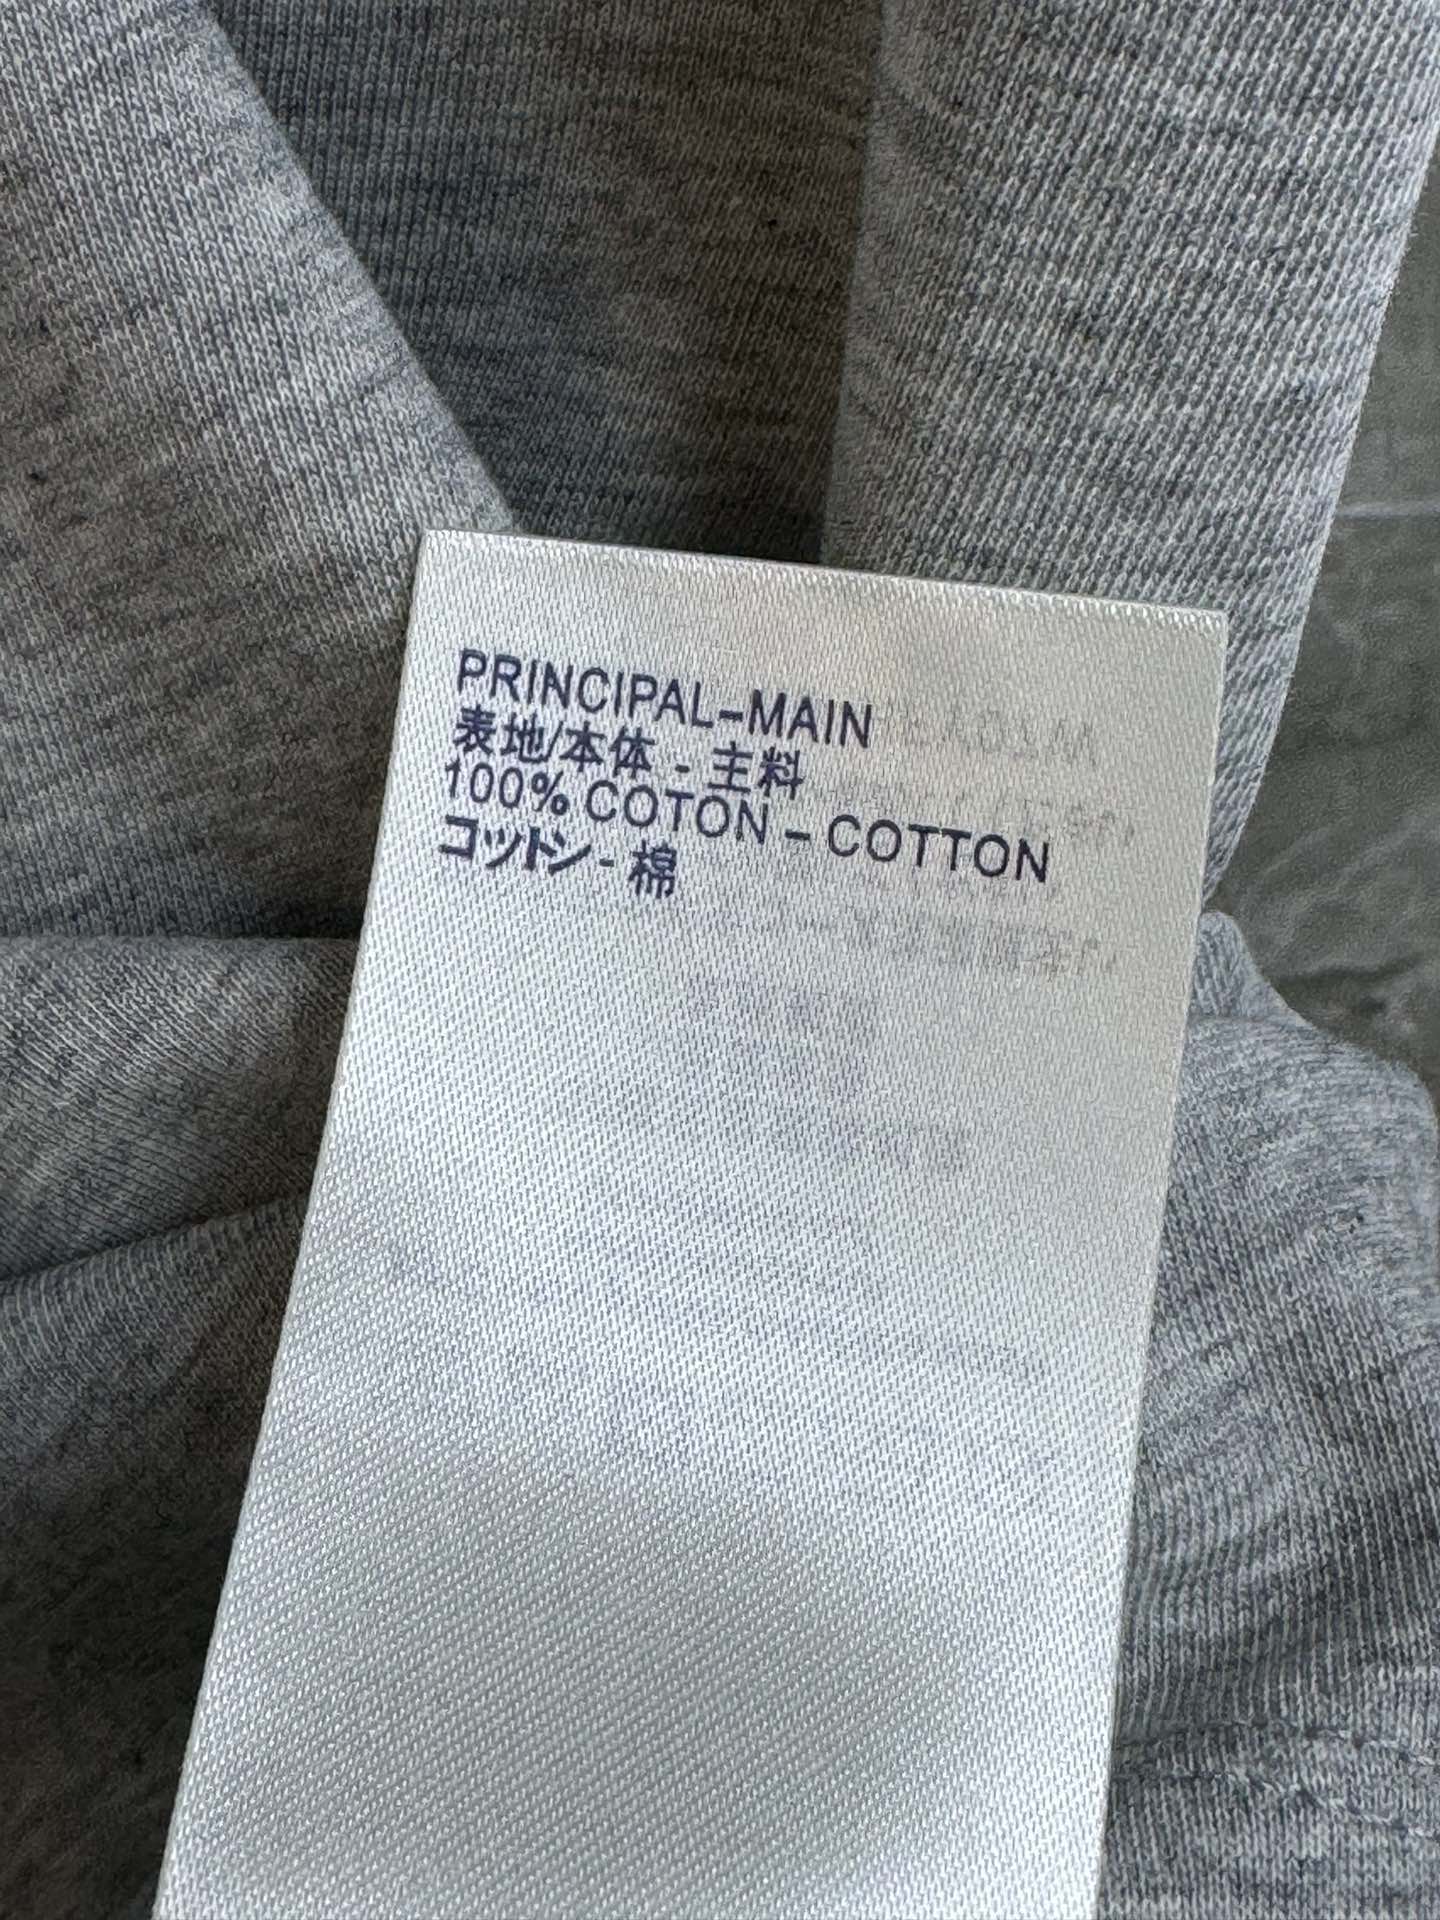 PRINCIPAL-MAIN
表地/本体 - 主料
100% COTON - COTTON
コットン - 棉